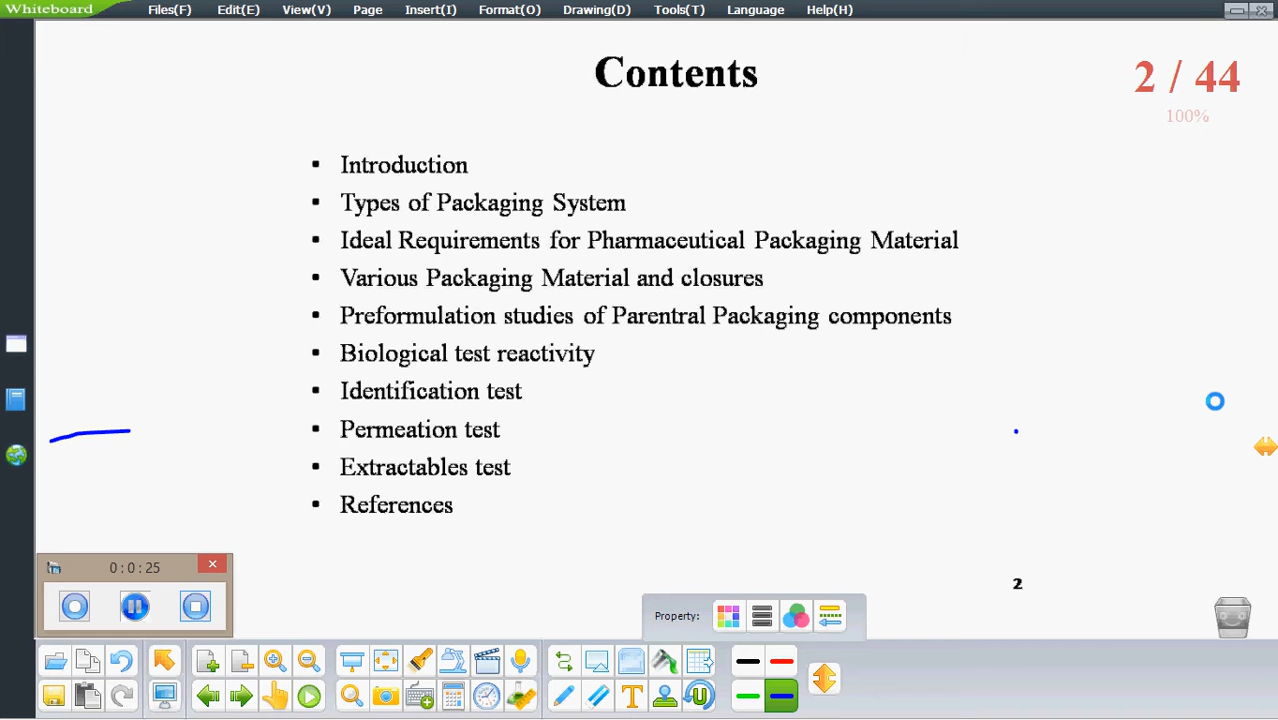 Whiteboard Files(F) Edit(E) View(V) Page Insert(I) Format(O) Drawing(D) Tools(T) Language Help(H)
Contents
2 / 44
100%
▪ Introduction
▪ Types of Packaging System
▪ Ideal Requirements for Pharmaceutical Packaging Material
▪ Various Packaging Material and closures
▪ Preformulation studies of Parentral Packaging components
▪ Biological test reactivity
▪ Identification test
▪ Permeation test
▪ Extractables test
▪ References
0 : 0 : 25
2
Property: